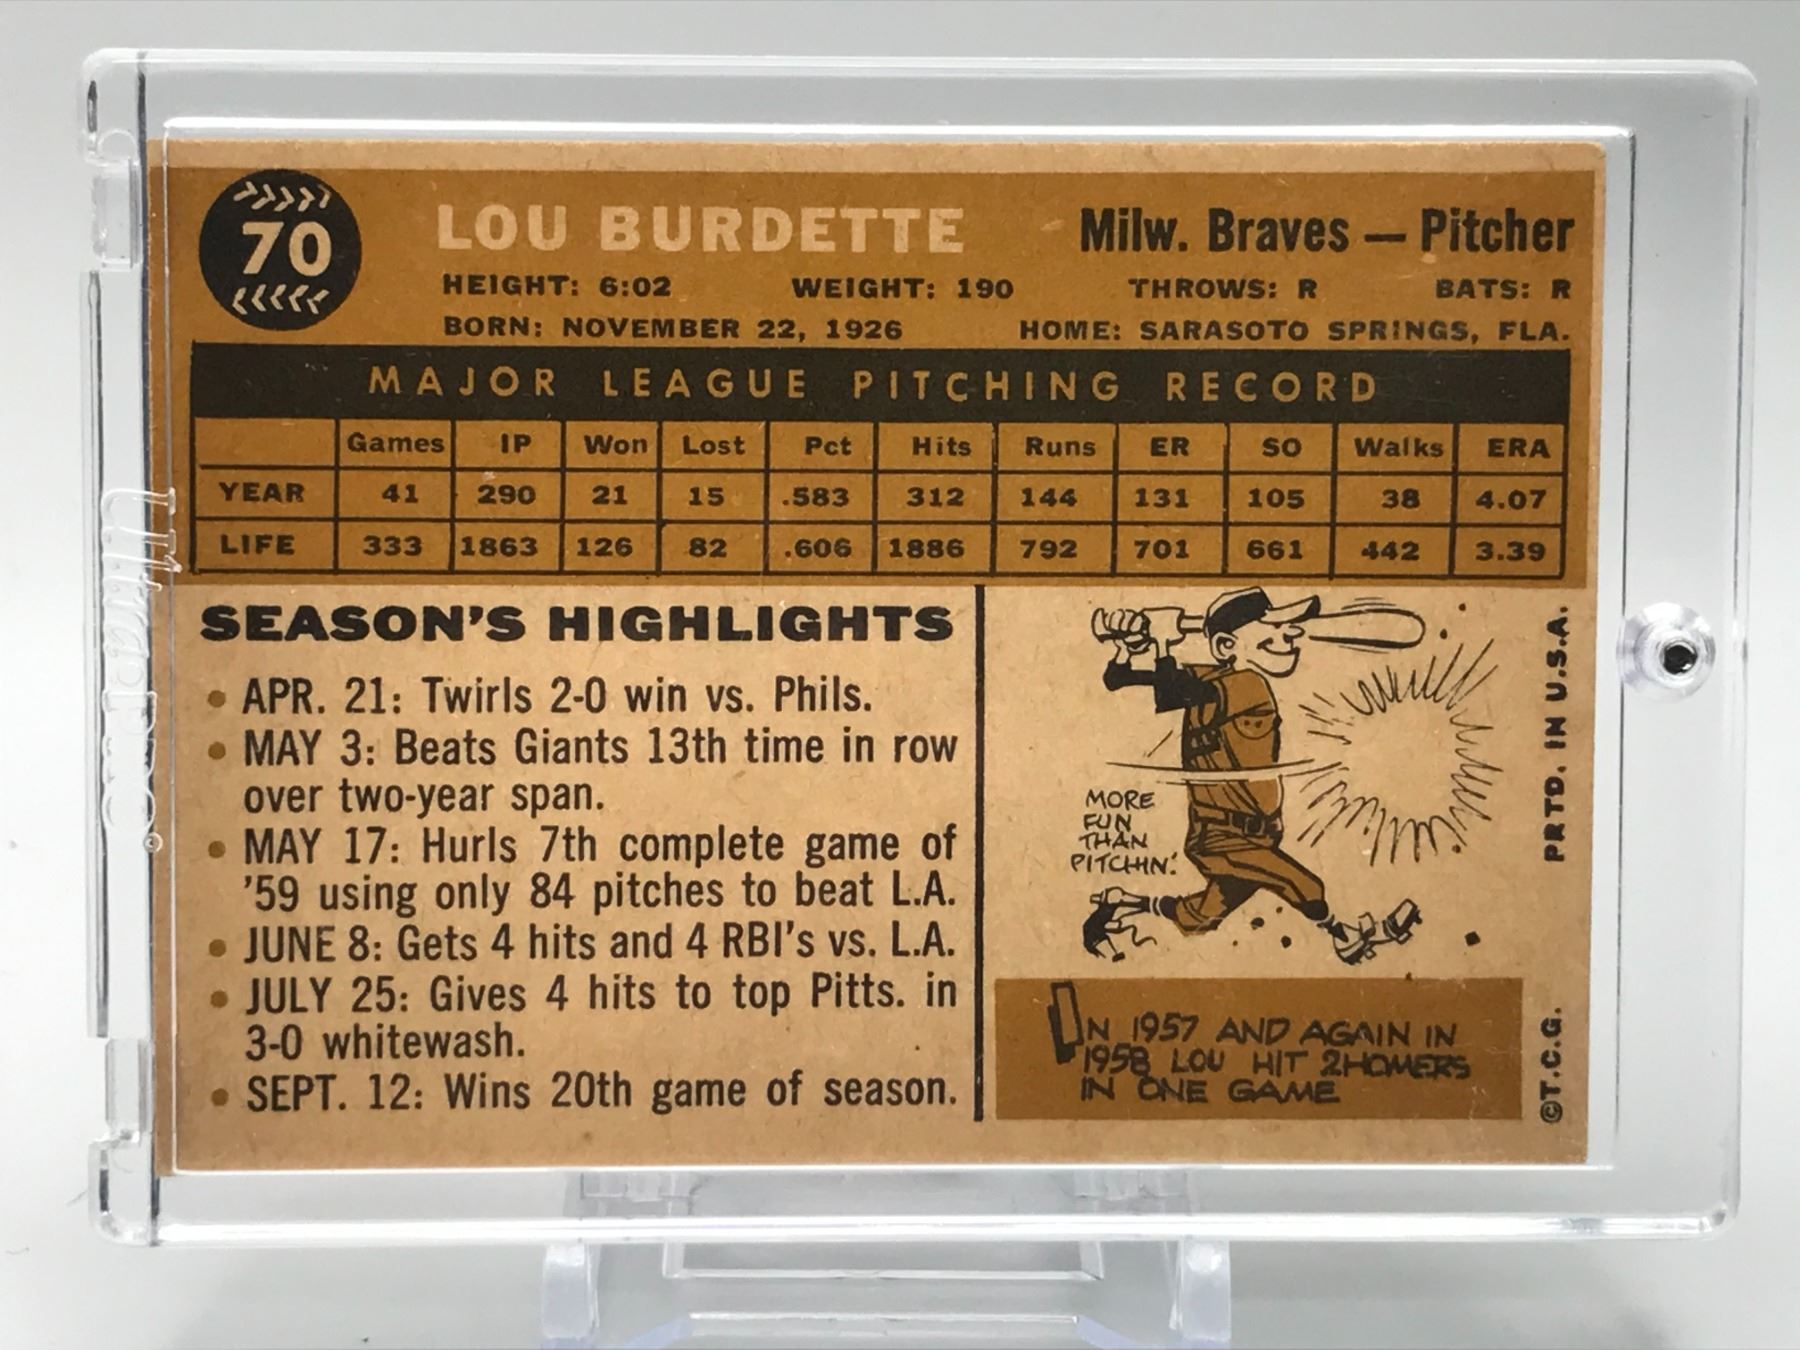 70
LOU BURDETTE
Milw. Braves — Pitcher
HEIGHT: 6:02 WEIGHT: 190 THROWS: R BATS: R
BORN: NOVEMBER 22, 1926 HOME: SARASOTO SPRINGS, FLA.
MAJOR LEAGUE PITCHING RECORD
Games IP Won Lost Pct Hits Runs ER SO Walks ERA
YEAR 41 290 21 15 .583 312 144 131 105 38 4.07
LIFE 333 1863 126 82 .606 1886 792 701 661 442 3.39
SEASON'S HIGHLIGHTS
• APR. 21: Twirls 2-0 win vs. Phils.
• MAY 3: Beats Giants 13th time in row
over two-year span.
• MAY 17: Hurls 7th complete game of
'59 using only 84 pitches to beat L.A.
• JUNE 8: Gets 4 hits and 4 RBI's vs. L.A.
• JULY 25: Gives 4 hits to top Pitts. in
3-0 whitewash.
• SEPT. 12: Wins 20th game of season.
MORE
FUN
THAN
PITCHIN'.
IN 1957 AND AGAIN IN
1958 LOU HIT 2 HOMERS
IN ONE GAME
©T.C.G. PRTD. IN U.S.A.
UltraPRO